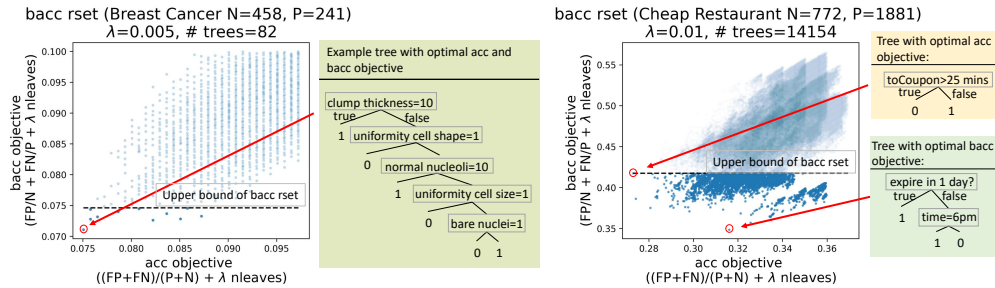 bacc rset (Breast Cancer N=458, P=241)
λ=0.005, # trees=82
bacc objective
(FP/N + FN/P + λ nleaves)
0.100
0.095
0.090
0.085
0.080
0.075
0.070
Upper bound of bacc rset
0.075 0.080 0.085 0.090 0.095
acc objective
((FP+FN)/(P+N) + λ nleaves)
Example tree with optimal acc and
bacc objective
clump thickness=10
true false
1 uniformity cell shape=1
0 normal nucleoli=10
1 uniformity cell size=1
0 bare nuclei=1
0 1
bacc rset (Cheap Restaurant N=772, P=1881)
λ=0.01, # trees=14154
bacc objective
(FP/N + FN/P + λ nleaves)
0.55
0.50
0.45
0.40
0.35
Upper bound of bacc rset
0.28 0.30 0.32 0.34 0.36
acc objective
((FP+FN)/(P+N) + λ nleaves)
Tree with optimal acc
objective:
toCoupon>25 mins
true false
0 1
Tree with optimal bacc
objective:
expire in 1 day?
true false
1 time=6pm
1 0